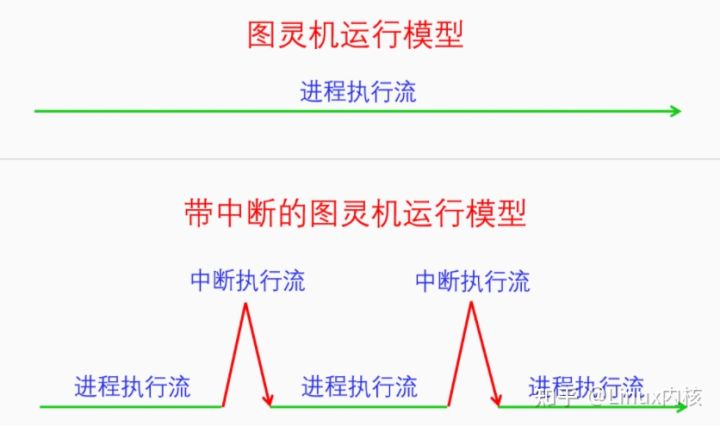 图灵机运行模型
进程执行流
带中断的图灵机运行模型
中断执行流 中断执行流
进程执行流 进程执行流 进程执行流
知乎 @Linux内核